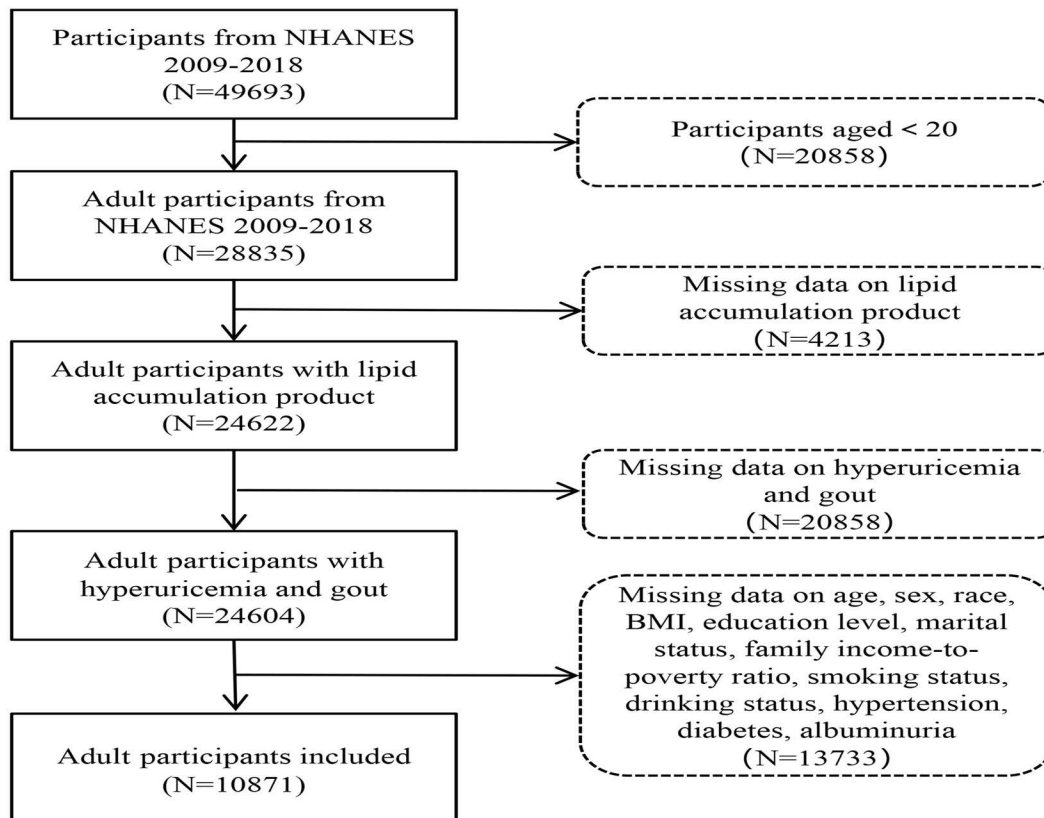 Participants from NHANES
2009-2018
(N=49693)
Participants aged < 20
(N=20858)
Adult participants from
NHANES 2009-2018
(N=28835)
Missing data on lipid
accumulation product
(N=4213)
Adult participants with lipid
accumulation product
(N=24622)
Missing data on hyperuricemia
and gout
(N=20858)
Adult participants with
hyperuricemia and gout
(N=24604)
Missing data on age, sex, race,
BMI, education level, marital
status, family income-to-
poverty ratio, smoking status,
drinking status, hypertension,
diabetes, albuminuria
(N=13733)
Adult participants included
(N=10871)